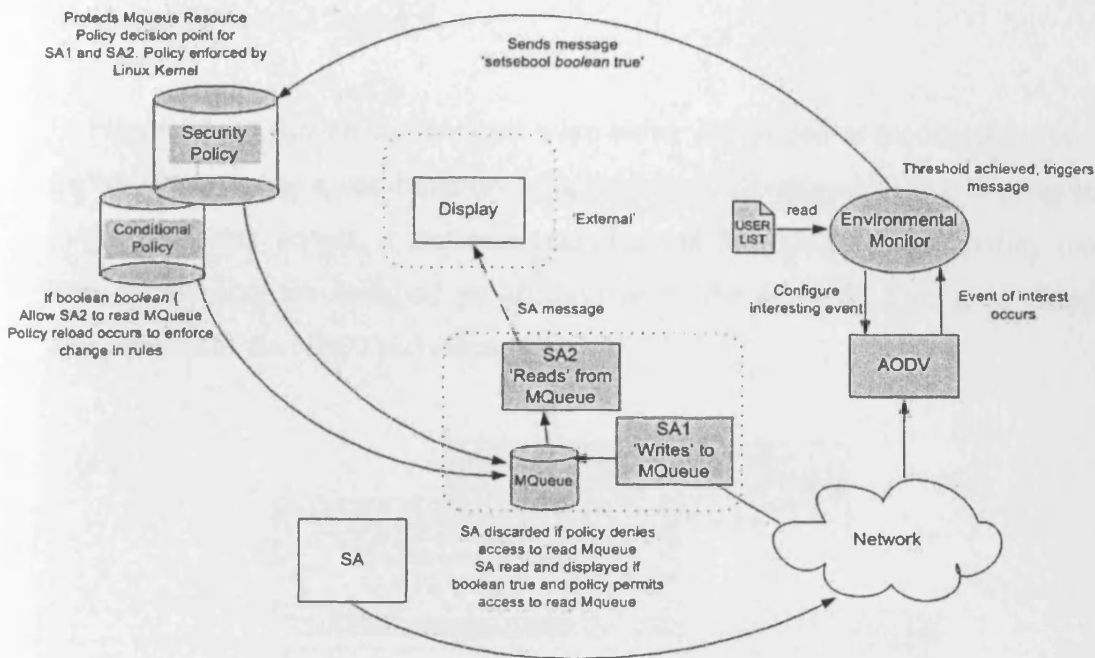 Protects Mqueue Resource
Policy decision point for
SA1 and SA2. Policy enforced by
Linux Kernel
Sends message
'setsebool boolean true'
Security
Policy
Conditional
Policy
If boolean boolean {
Allow SA2 to read MQueue
Policy reload occurs to enforce
change in rules
Display
'External'
SA message
Threshold achieved, triggers
message
USER
LIST
read
Environmental
Monitor
Configure
interesting event
Event of interest
occurs
AODV
SA2
'Reads' from
MQueue
SA1
'Writes' to
MQueue
MQueue
SA discarded if policy denies
access to read Mqueue
SA read and displayed if
boolean true and policy permits
access to read Mqueue
SA
Network